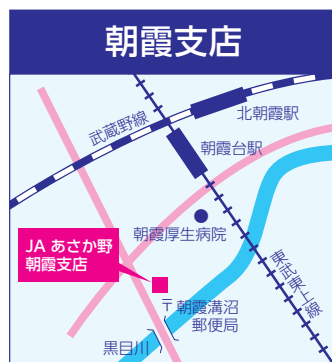 朝霞支店
武蔵野線
北朝霞駅
朝霞台駅
朝霞厚生病院
JA あさか野
朝霞支店
東武東上線
〒朝霞溝沼
郵便局
黒目川